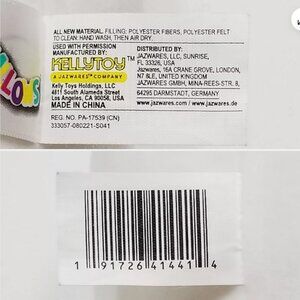 ALL NEW MATERIAL. FILLING: POLYESTER FIBERS, POLYESTER FELT
TO CLEAN: HAND WASH, THEN AIR DRY.
USED WITH PERMISSION
MANUFACTURED BY:
KELLYTOY™
A JAZWARES™ COMPANY
Kelly Toys Holdings, LLC
4811 South Alameda Street
Los Angeles, CA 90058, USA
MADE IN CHINA
REG. NO. PA-17539 (CN)
333057-080221-S041
DISTRIBUTED BY:
JAZWARES, LLC, SUNRISE,
FL 33326, USA
Jazwares, 16A CRANE GROVE, LONDON,
N7 8LE, UNITED KINGDOM
JAZWARES GMBH, MINA-REES-STR. 8,
64295 DARMSTADT, GERMANY
www.jazwares.com / www.jazwares.de
LOWS
1 91726 41441 4